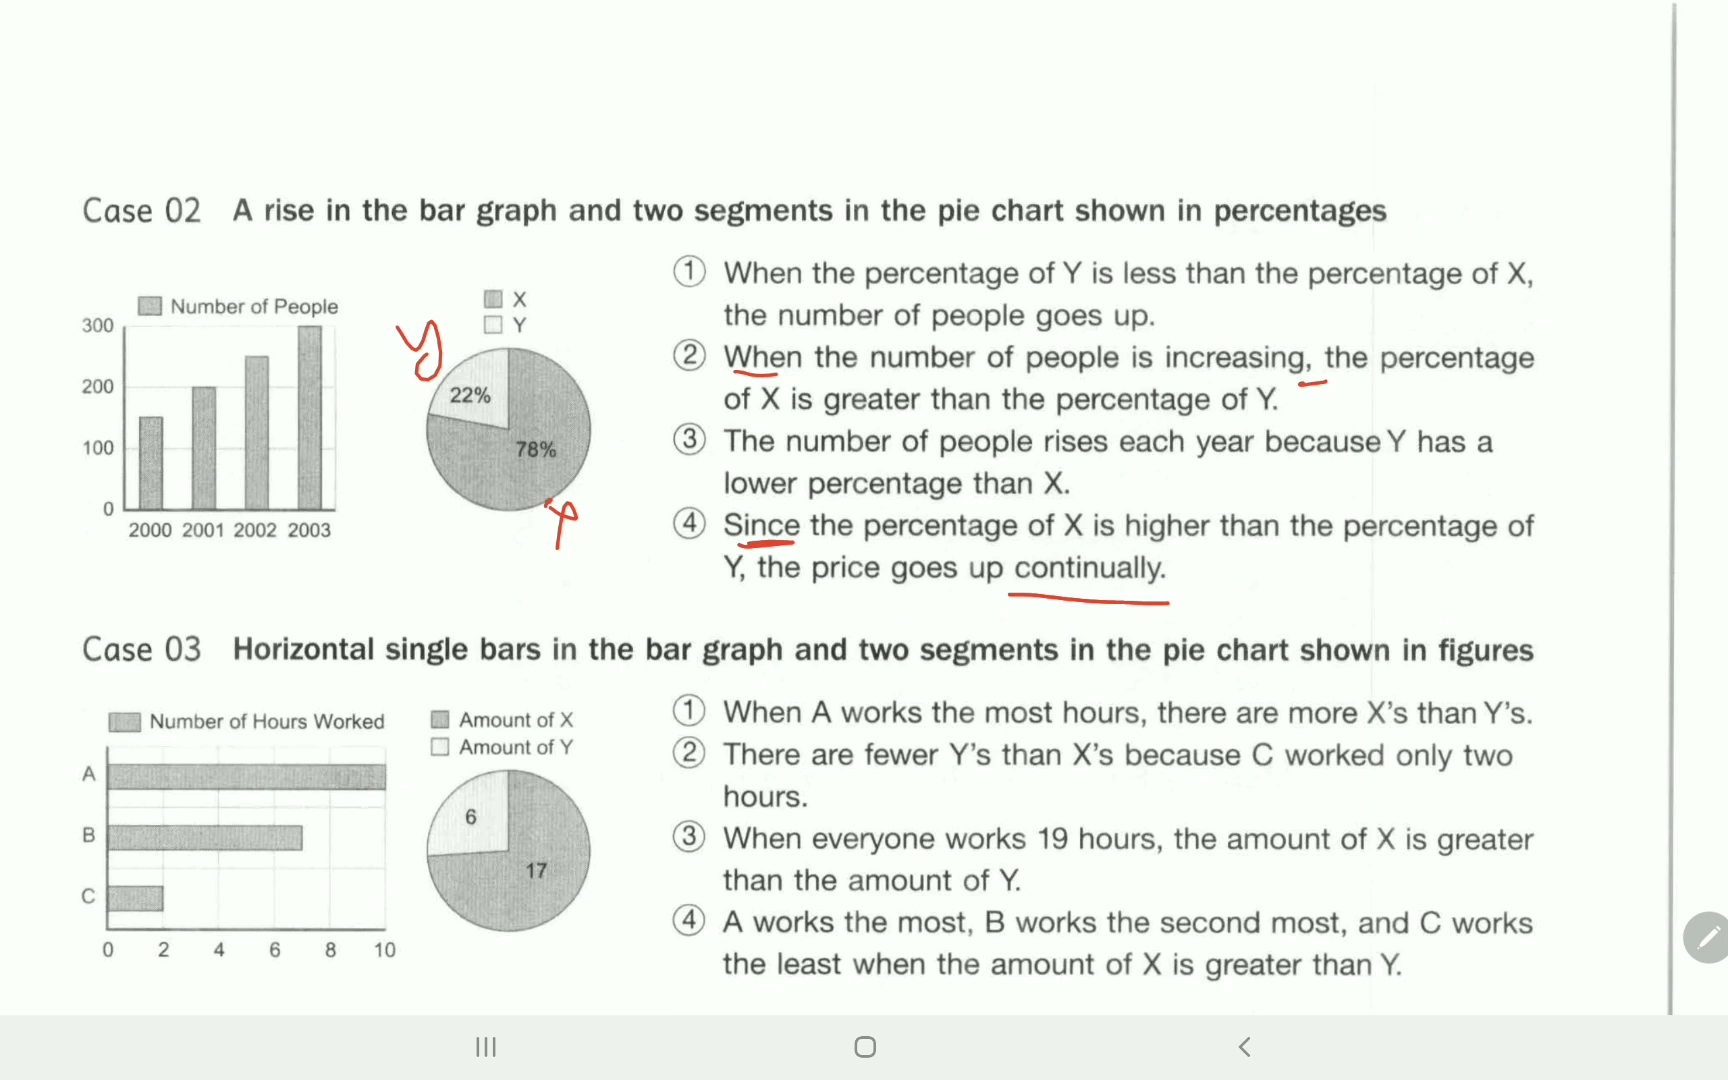 Case 02 A rise in the bar graph and two segments in the pie chart shown in percentages
Number of People
300
200
100
0
2000 2001 2002 2003
X
Y
y
22%
78%
x
① When the percentage of Y is less than the percentage of X,
the number of people goes up.
② When the number of people is increasing, the percentage
of X is greater than the percentage of Y.
③ The number of people rises each year because Y has a
lower percentage than X.
④ Since the percentage of X is higher than the percentage of
Y, the price goes up continually.
Case 03 Horizontal single bars in the bar graph and two segments in the pie chart shown in figures
Number of Hours Worked
A
B
C
0 2 4 6 8 10
Amount of X
Amount of Y
6
17
① When A works the most hours, there are more X's than Y's.
② There are fewer Y's than X's because C worked only two
hours.
③ When everyone works 19 hours, the amount of X is greater
than the amount of Y.
④ A works the most, B works the second most, and C works
the least when the amount of X is greater than Y.